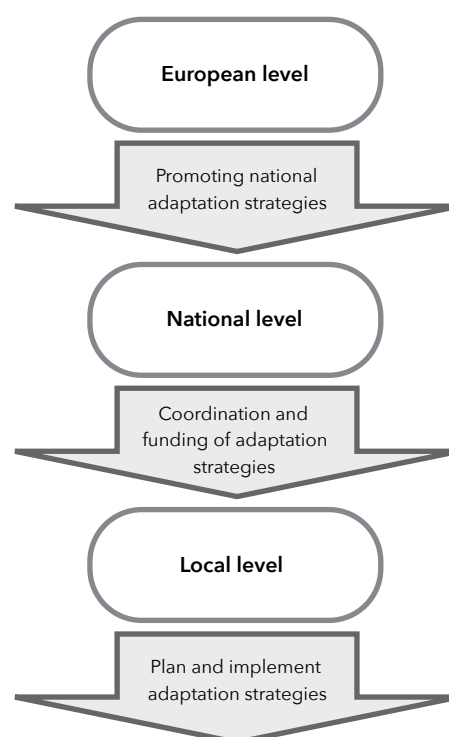 European level
Promoting national
adaptation strategies
National level
Coordination and
funding of adaptation
strategies
Local level
Plan and implement
adaptation strategies